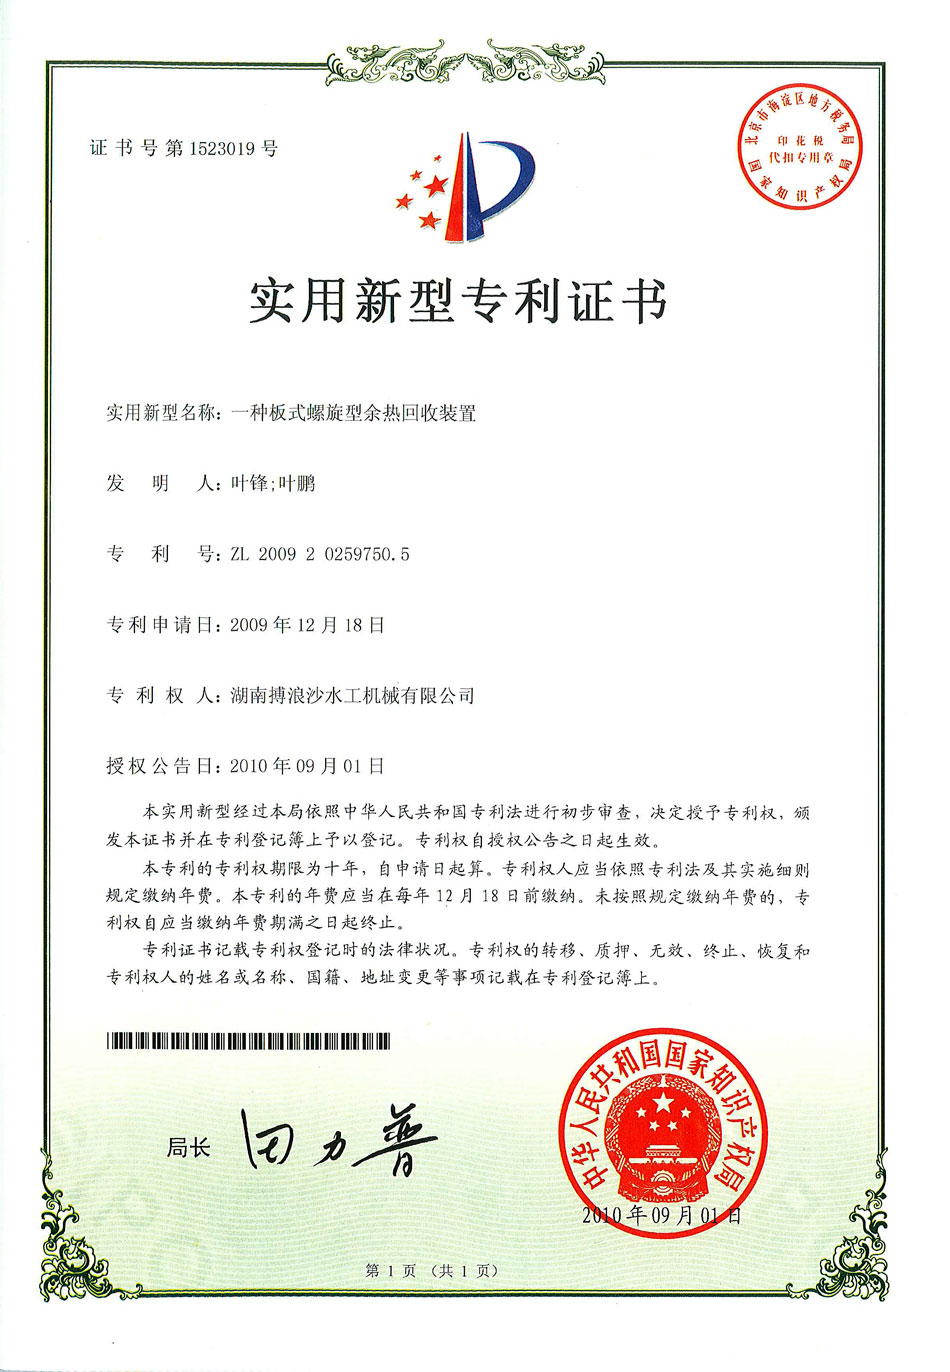 证书号第1523019号
北京市海淀区地方税务局
印花税
代扣专用章
国家知识产权局
实用新型专利证书
实用新型名称：一种板式螺旋型余热回收装置
发明人：叶锋;叶鹏
专利号：ZL 2009 2 0259750.5
专利申请日：2009年12月18日
专利权人：湖南搏浪沙水工机械有限公司
授权公告日：2010年09月01日
本实用新型经过本局依照中华人民共和国专利法进行初步审查，决定授予专利权，颁
发本证书并在专利登记簿上予以登记。专利权自授权公告之日起生效。
本专利的专利权期限为十年，自申请日起算。专利权人应当依照专利法及其实施细则
规定缴纳年费。本专利的年费应当在每年12月18日前缴纳。未按照规定缴纳年费的，专
利权自应当缴纳年费期满之日起终止。
专利证书记载专利权登记时的法律状况。专利权的转移、质押、无效、终止、恢复和
专利权人的姓名或名称、国籍、地址变更等事项记载在专利登记簿上。
局长 田力普
中华人民共和国国家知识产权局
2010年09月01日
第1页（共1页）